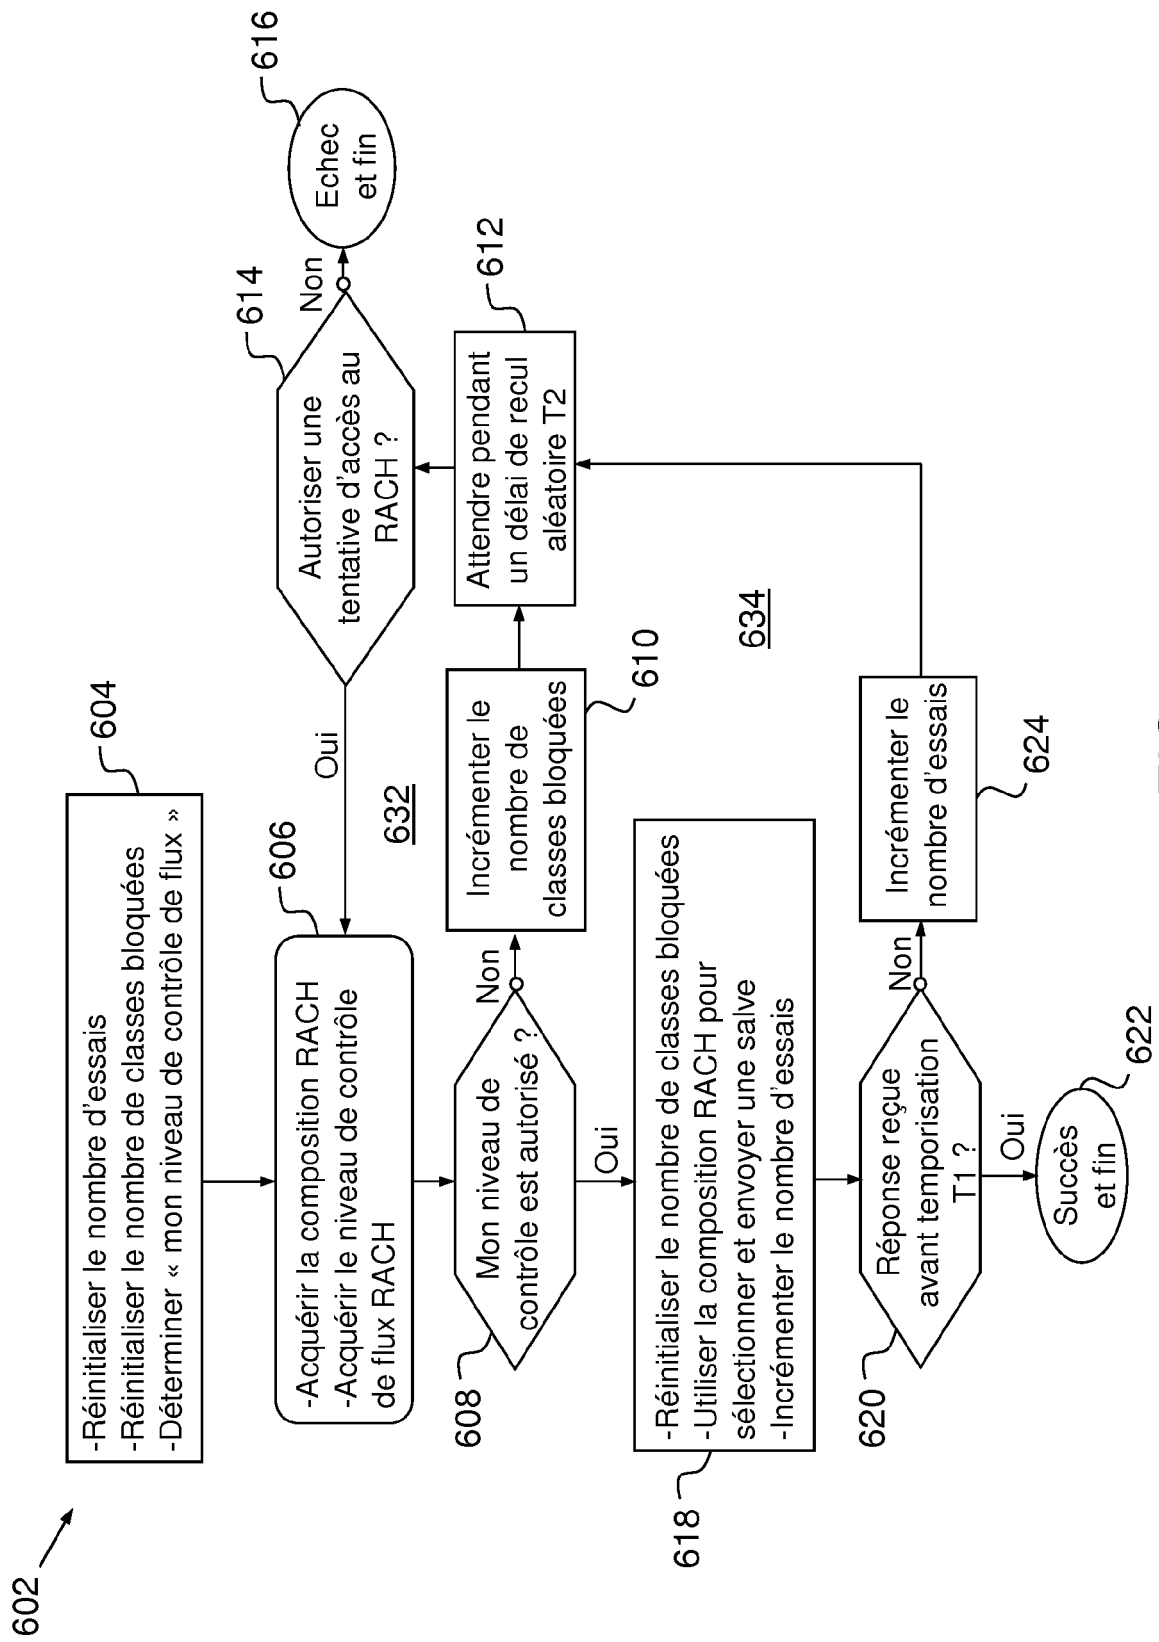 602
604
-Réinitialiser le nombre d'essais
-Réinitialiser le nombre de classes bloquées
-Déterminer « mon niveau de contrôle de flux »
606
-Acquérir la composition RACH
-Acquérir le niveau de contrôle
de flux RACH
Oui
632
614
Autoriser une
tentative d'accès au
RACH ?
Non
616
Echec
et fin
608
Mon niveau de
contrôle est autorisé ?
Non
Oui
610
Incrémenter le
nombre de
classes bloquées
612
Attendre pendant
un délai de recul
aléatoire T2
634
618
-Réinitialiser le nombre de classes bloquées
-Utiliser la composition RACH pour
sélectionner et envoyer une salve
-Incrémenter le nombre d'essais
620
Réponse reçue
avant temporisation
T1 ?
Non
Oui
624
Incrémenter le
nombre d'essais
622
Succès
et fin